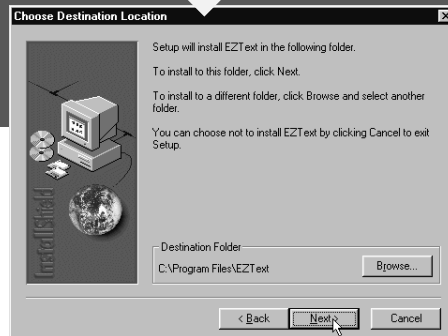 Choose Destination Location
Setup will install EZText in the following folder.
To install to this folder, click Next.
To install to a different folder, click Browse and select another
folder.
You can choose not to install EZText by clicking Cancel to exit
Setup.
InstallShield
Destination Folder
C:\Program Files\EZText
Browse...
< Back
Next >
Cancel